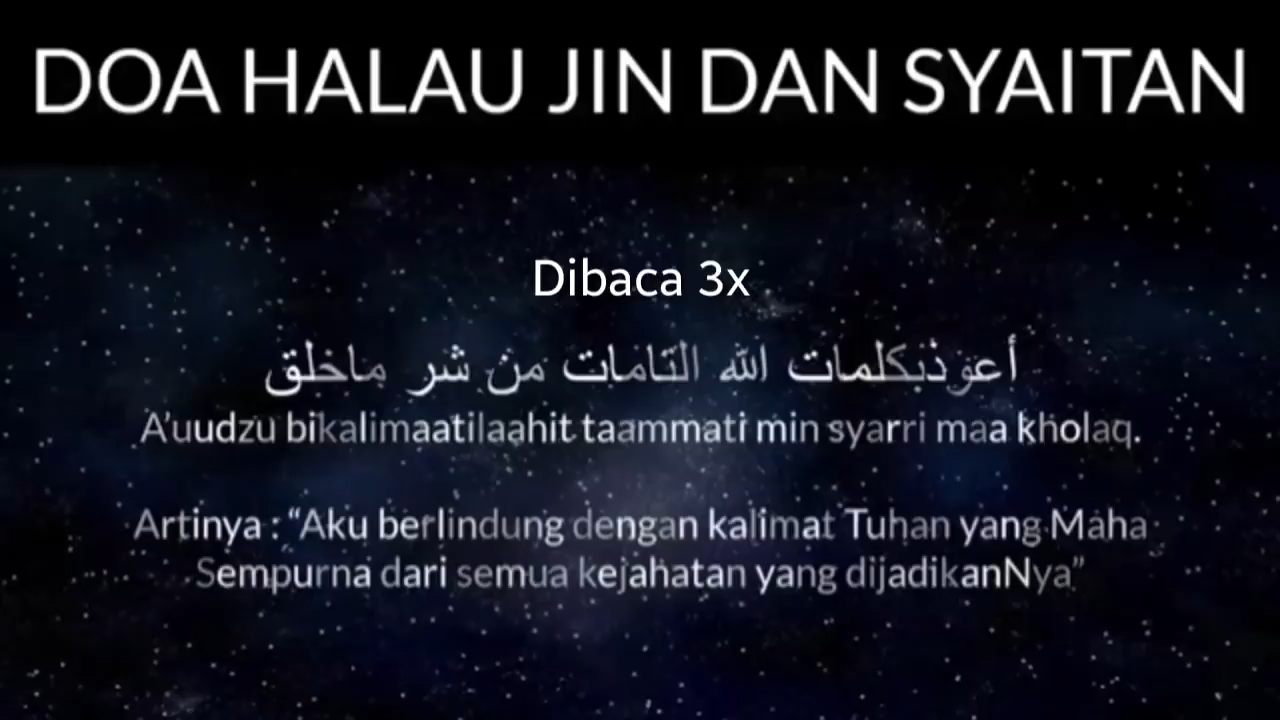 DOA HALAU JIN DAN SYAITAN
Dibaca 3x
أعوذبكلمات الله التامات من شر ماخلق
A'uudzu bikalimaatilaahit taammati min syarri maa kholaq.
Artinya : “Aku berlindung dengan kalimat Tuhan yang Maha
Sempurna dari semua kejahatan yang dijadikanNya”